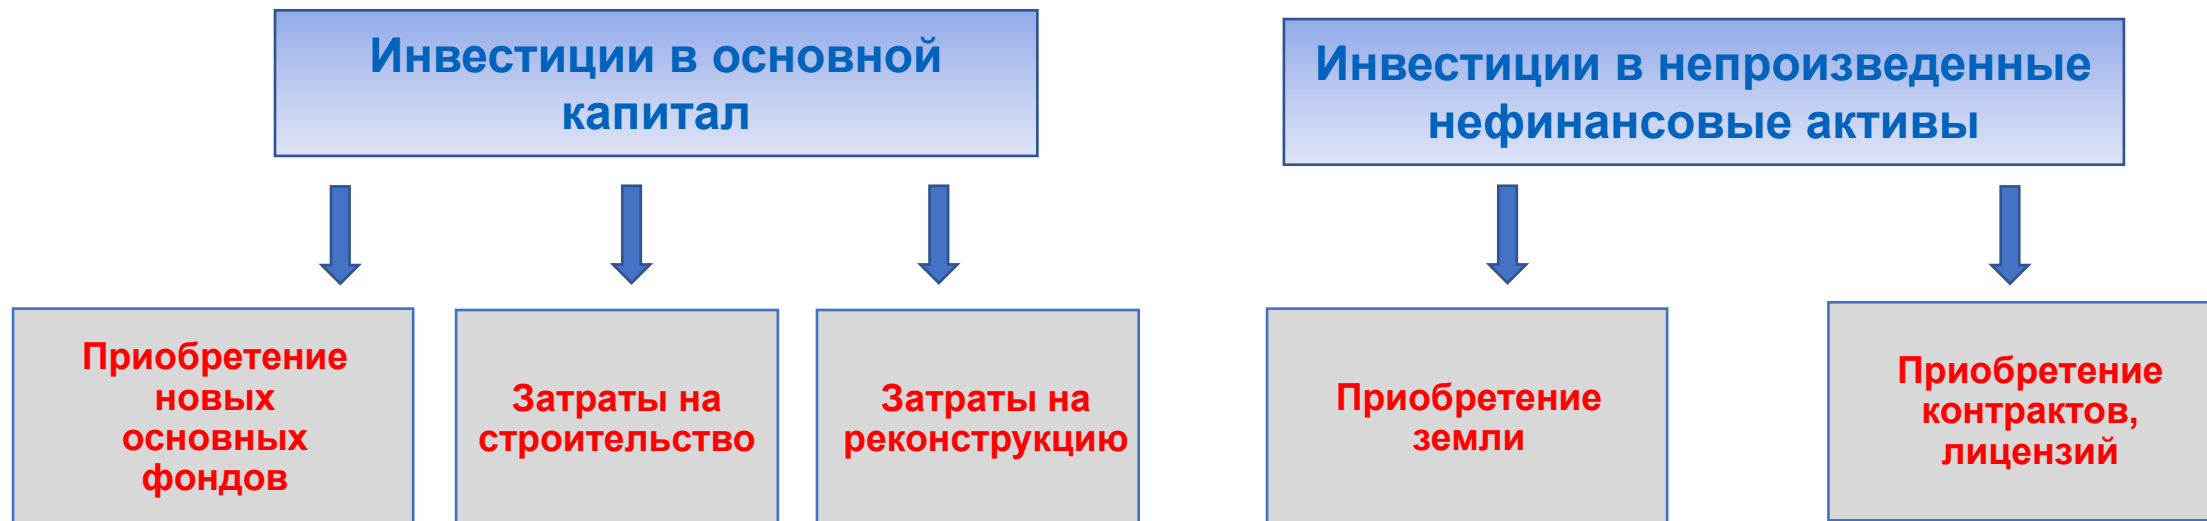 Инвестиции в основной
капитал
Инвестиции в непроизведенные
нефинансовые активы
Приобретение
новых
основных
фондов
Затраты на
строительство
Затраты на
реконструкцию
Приобретение
земли
Приобретение
контрактов,
лицензий